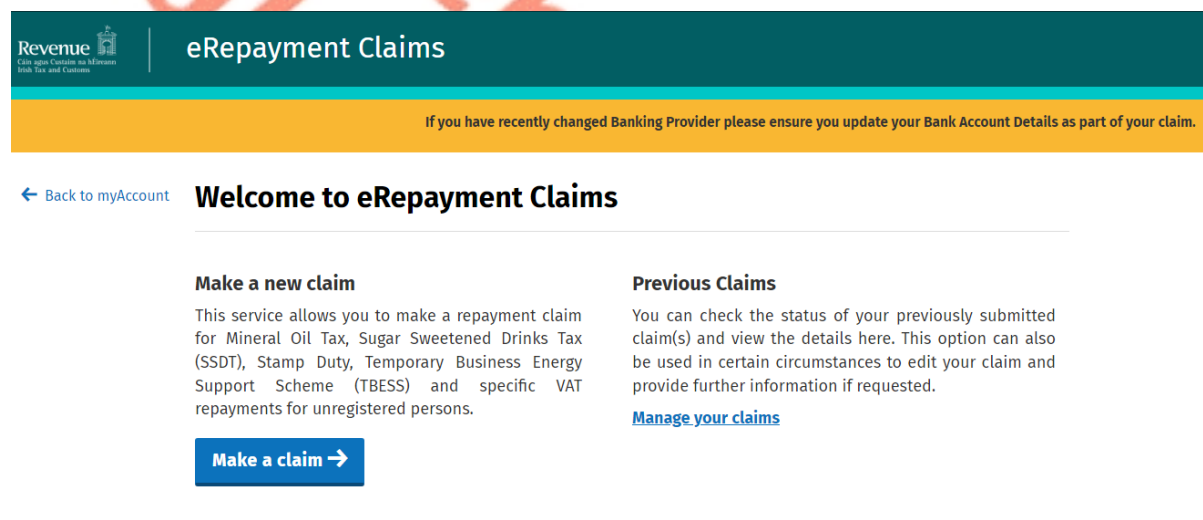 Revenue
Cáin agus Custaim na hÉireann
Irish Tax and Customs
eRepayment Claims
If you have recently changed Banking Provider please ensure you update your Bank Account Details as part of your claim.
← Back to myAccount
Welcome to eRepayment Claims
Make a new claim
This service allows you to make a repayment claim
for Mineral Oil Tax, Sugar Sweetened Drinks Tax
(SSDT), Stamp Duty, Temporary Business Energy
Support Scheme (TBESS) and specific VAT
repayments for unregistered persons.
Make a claim →
Previous Claims
You can check the status of your previously submitted
claim(s) and view the details here. This option can also
be used in certain circumstances to edit your claim and
provide further information if requested.
Manage your claims